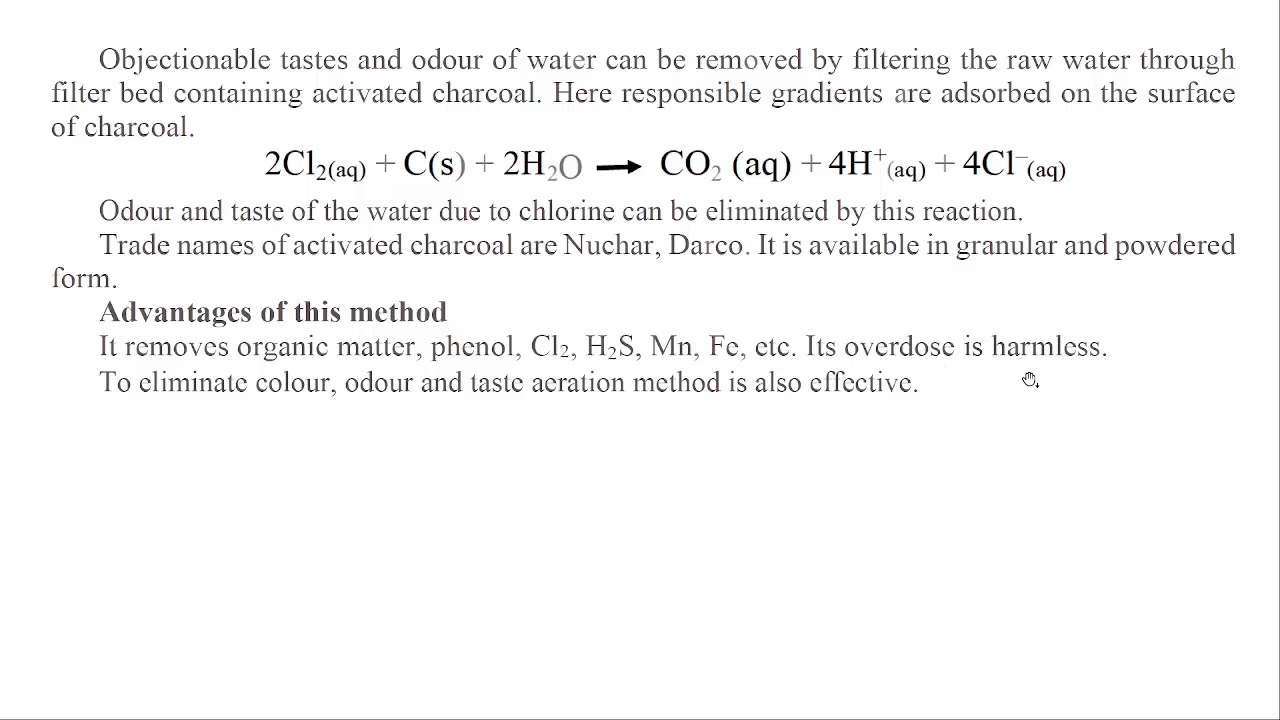 Objectionable tastes and odour of water can be removed by filtering the raw water through
filter bed containing activated charcoal. Here responsible gradients are adsorbed on the surface
of charcoal.
2Cl₂(aq) + C(s) + 2H₂O → CO₂ (aq) + 4H⁺(aq) + 4Cl⁻(aq)
Odour and taste of the water due to chlorine can be eliminated by this reaction.
Trade names of activated charcoal are Nuchar, Darco. It is available in granular and powdered
form.
Advantages of this method
It removes organic matter, phenol, Cl₂, H₂S, Mn, Fe, etc. Its overdose is harmless.
To eliminate colour, odour and taste aeration method is also effective.